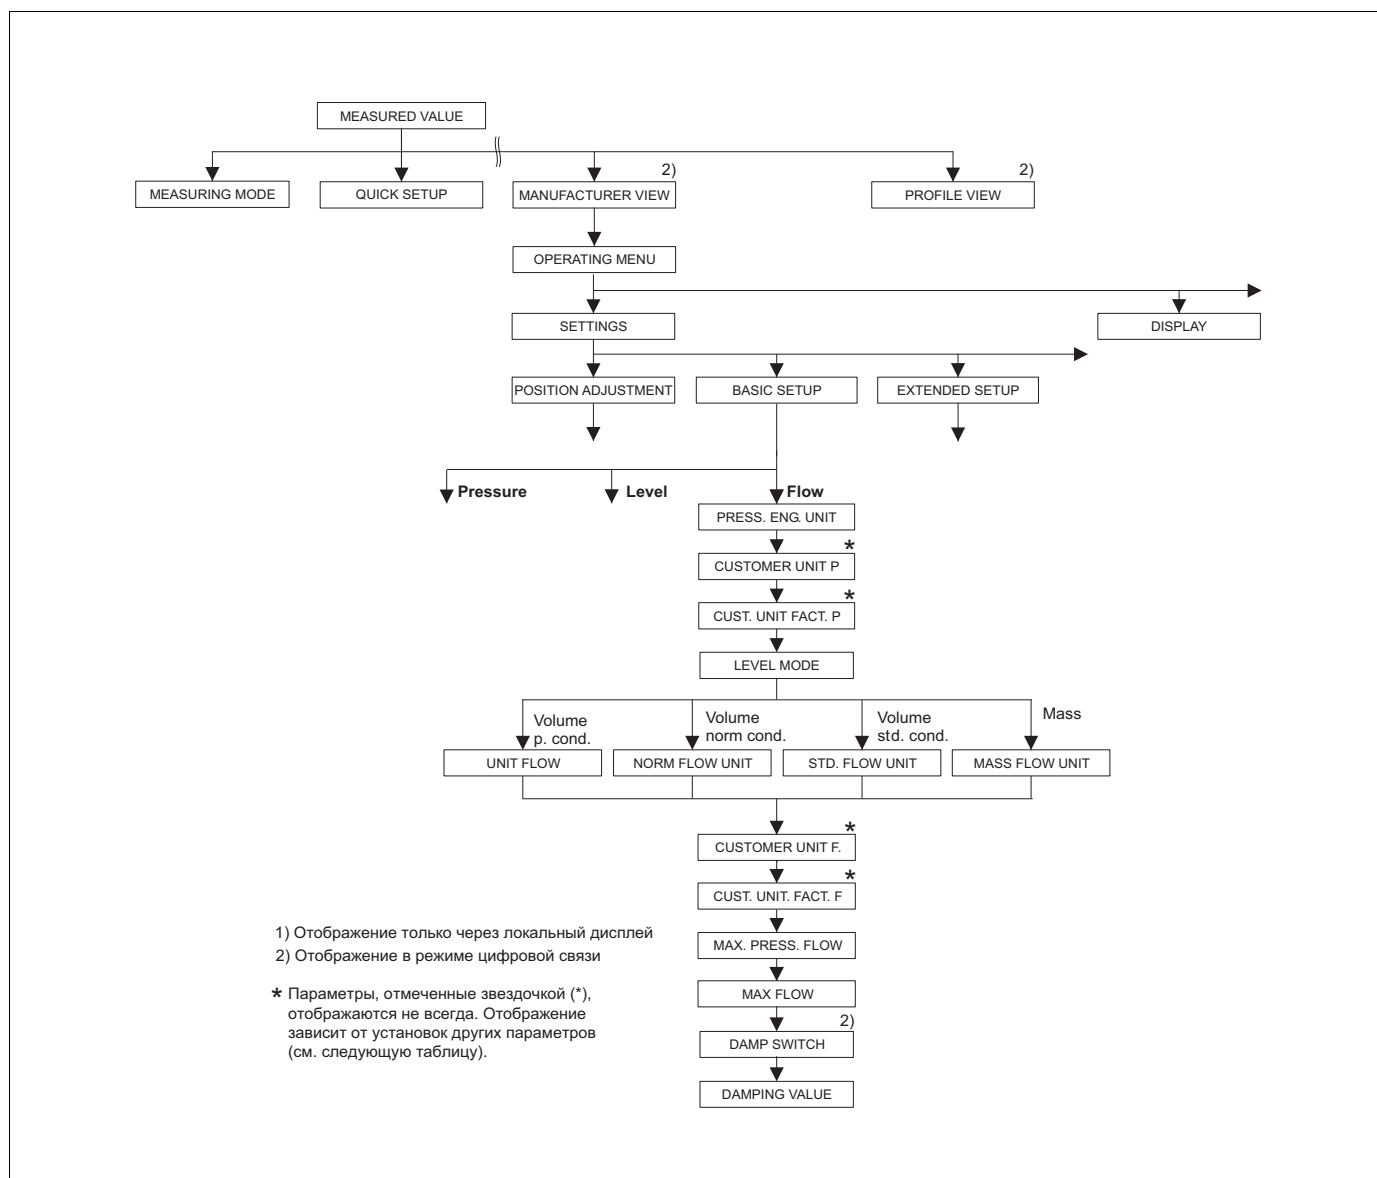 MEASURED VALUE
2)
2)
MEASURING MODE
QUICK SETUP
MANUFACTURER VIEW
PROFILE VIEW
OPERATING MENU
SETTINGS
DISPLAY
POSITION ADJUSTMENT
BASIC SETUP
EXTENDED SETUP
Pressure
Level
Flow
PRESS. ENG. UNIT
*
CUSTOMER UNIT P
*
CUST. UNIT FACT. P
LEVEL MODE
Volume
p. cond.
Volume
norm cond.
Volume
std. cond.
Mass
UNIT FLOW
NORM FLOW UNIT
STD. FLOW UNIT
MASS FLOW UNIT
*
CUSTOMER UNIT F.
*
CUST. UNIT. FACT. F
MAX. PRESS. FLOW
MAX FLOW
2)
DAMP SWITCH
DAMPING VALUE
1) Отображение только через локальный дисплей
2) Отображение в режиме цифровой связи
* Параметры, отмеченные звездочкой (*),
отображаются не всегда. Отображение
зависит от установок других параметров
(см. следующую таблицу).